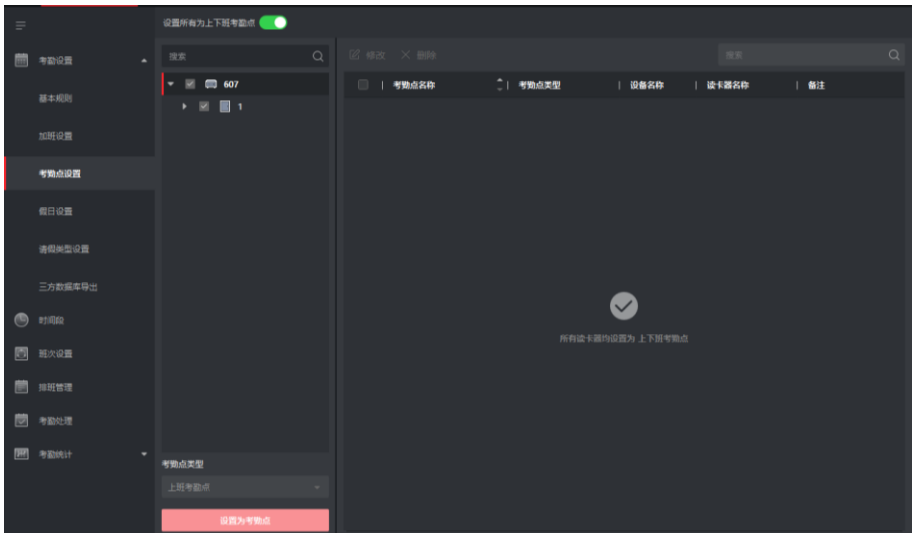 设置所有为上下班考勤点
考勤设置
基本规则
加班设置
考勤点设置
假日设置
请假类型设置
三方数据库导出
时间段
班次设置
排班管理
考勤处理
考勤统计
搜索
607
1
考勤点类型
上班考勤点
设置为考勤点
修改 删除 搜索
考勤点名称 考勤点类型 设备名称 读卡器名称 备注
所有读卡器均设置为 上下班考勤点